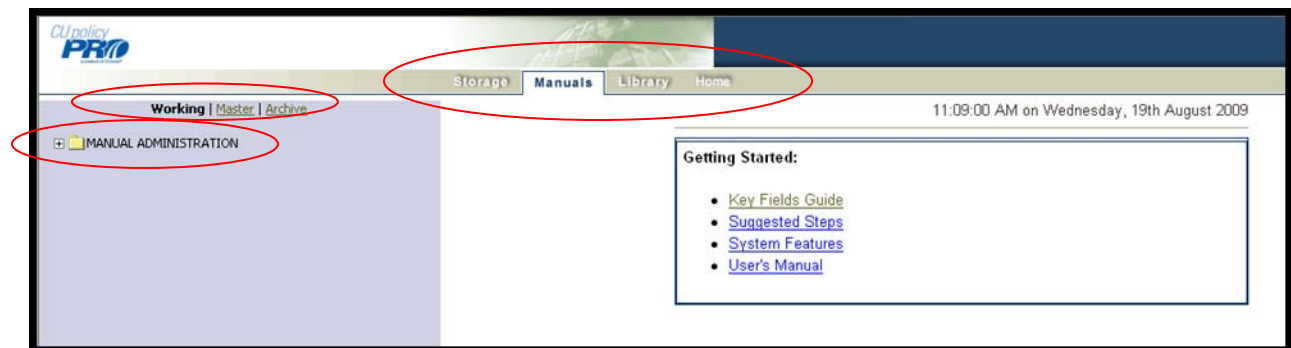 CU policy
PRO
Storage Manuals Library Home
Working | Master | Archive
11:09:00 AM on Wednesday, 19th August 2009
MANUAL ADMINISTRATION
Getting Started:
• Key Fields Guide
• Suggested Steps
• System Features
• User's Manual